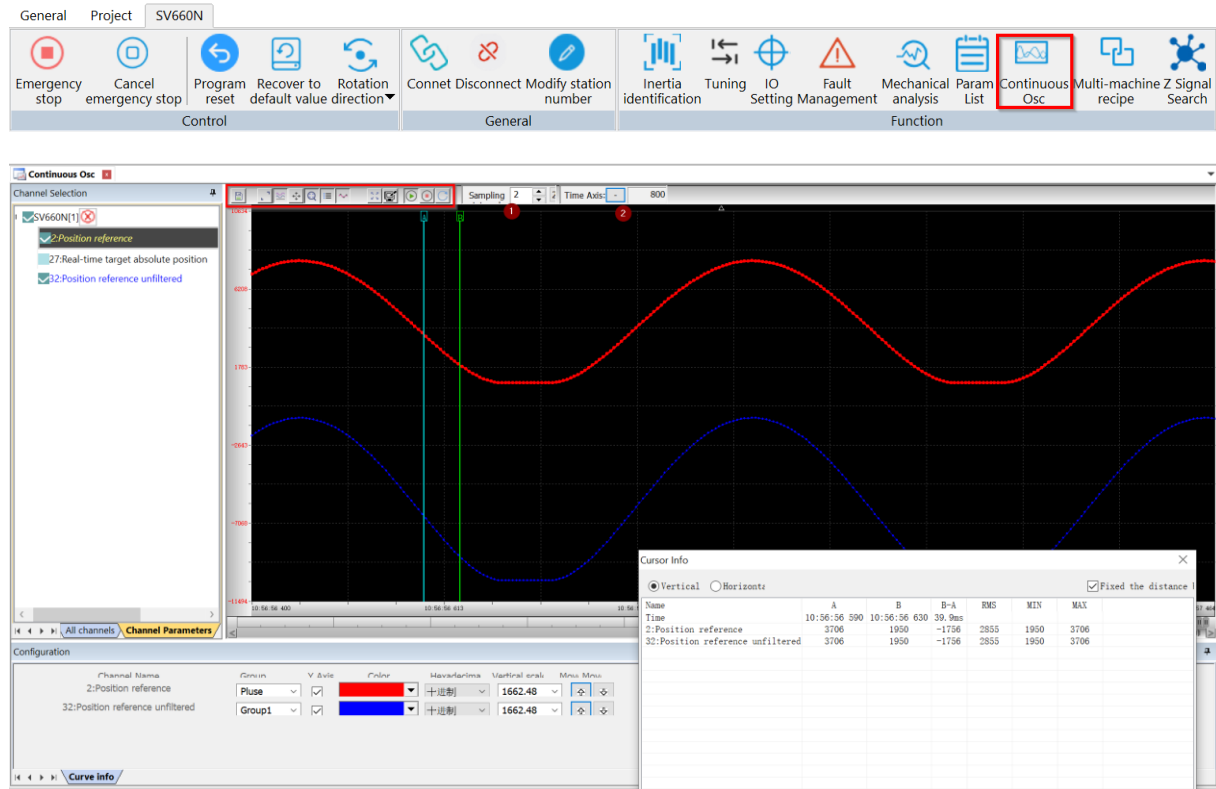 General Project SV660N
Emergency stop
Cancel emergency stop
Program reset
Recover to default value
Rotation direction
Connet
Disconnect
Modify station number
Inertia identification
Tuning
IO Setting
Fault Management
Mechanical analysis
Param List
Continuous Osc
Multi-machine recipe
Z Signal Search
Control General Function
Continuous Osc
Channel Selection
Sampling 2 Time Axis: - 800
1 2
SV660N[1]
2:Position reference
27:Real-time target absolute position
32:Position reference unfiltered
A B
10634
6208
1783
-2643
-7068
-11494
10:56:56 400 10:56:56 413
All channels Channel Parameters
Cursor Info
Vertical Horizontal
Fixed the distance
Name A B B-A RMS MIN MAX
Time 10:56:56 590 10:56:56 630 39.9ms
2:Position reference 3706 1950 -1756 2855 1950 3706
32:Position reference unfiltered 3706 1950 -1756 2855 1950 3706
Configuration
Channel Name Group Y Axis Color Hexadecima Vertical scale Mov Mov
2:Position reference Pluse 十进制 1662.48
32:Position reference unfiltered Group1 十进制 1662.48
Curve info